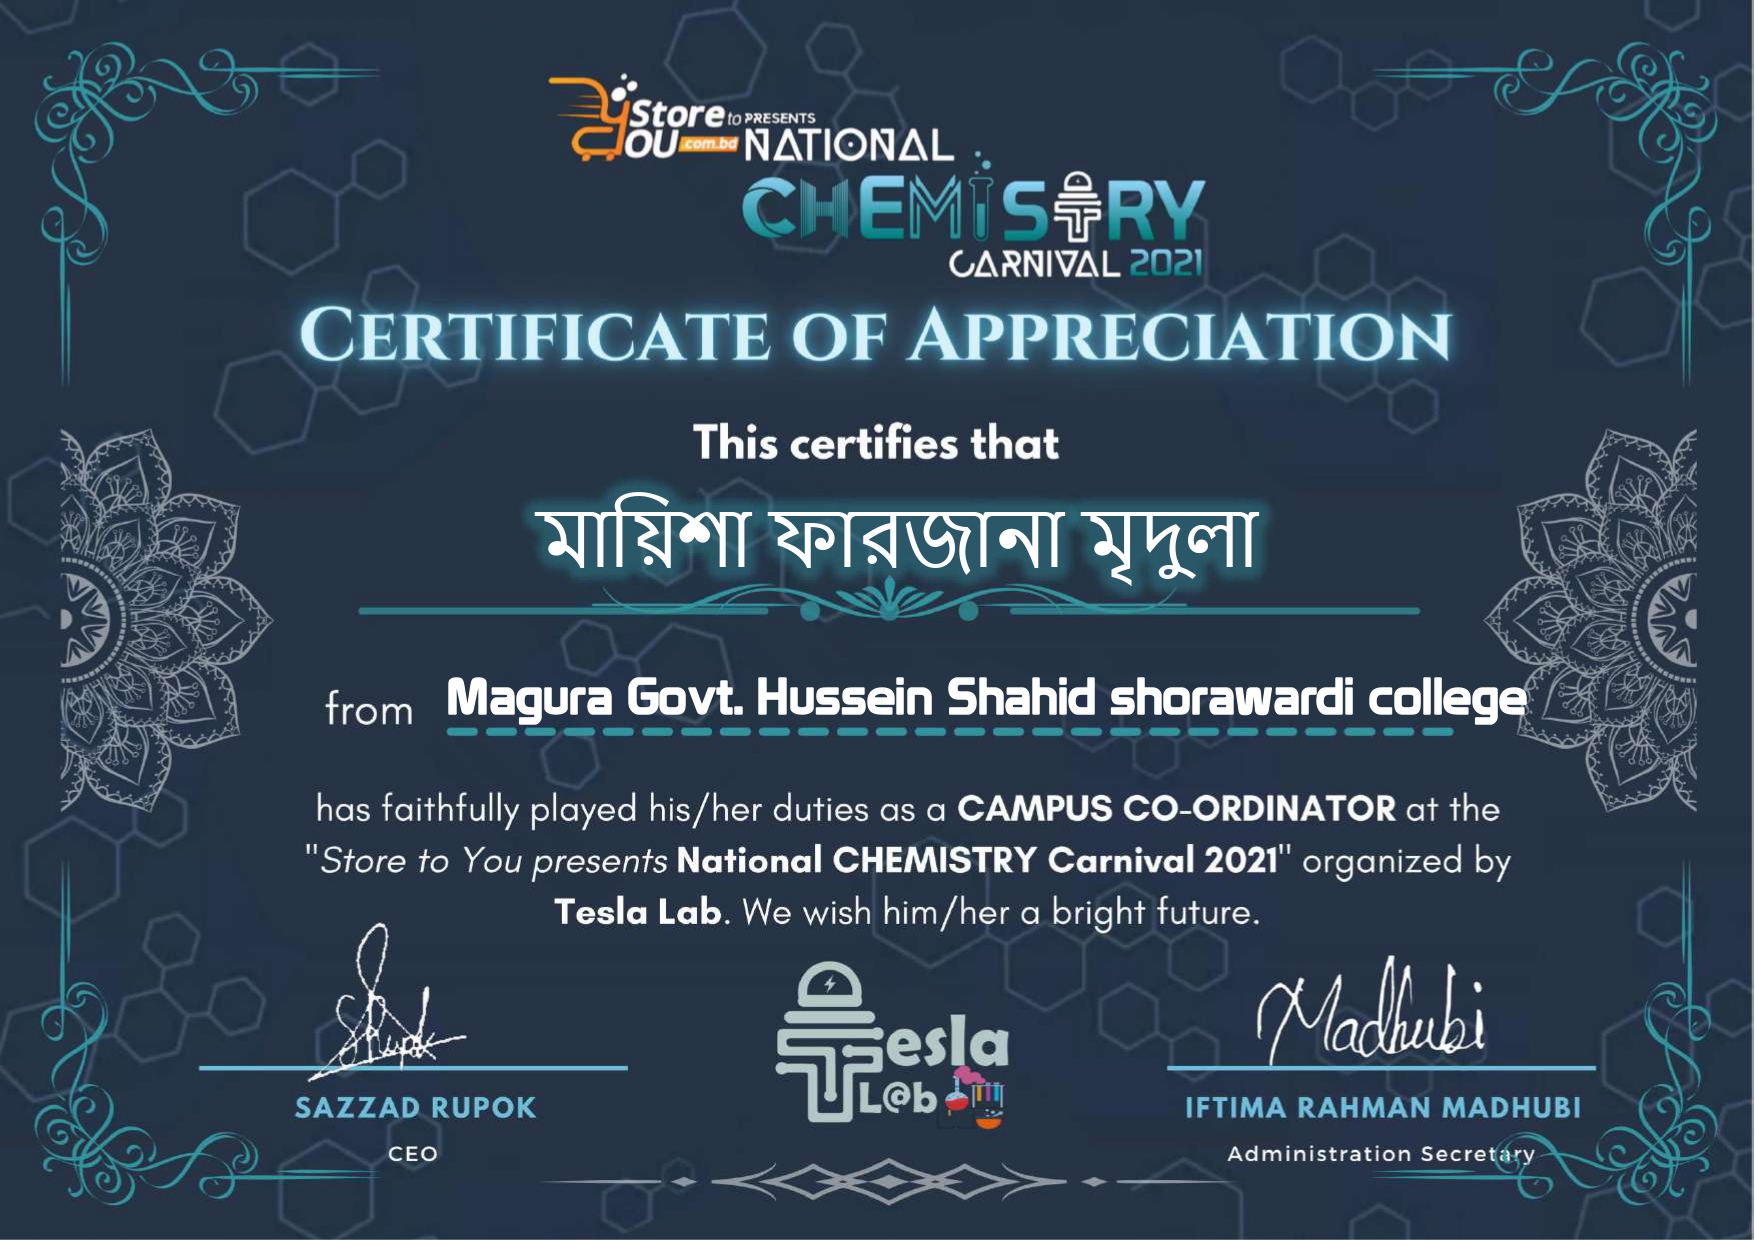 Store to PRESENTS
YOU .com.bd NATIONAL
CHEMISTRY
CARNIVAL 2021
CERTIFICATE OF APPRECIATION
This certifies that
মায়িশা ফারজানা মৃদুলা
from Magura Govt. Hussein Shahid shorawardi college
has faithfully played his/her duties as a CAMPUS CO-ORDINATOR at the
"Store to You presents National CHEMISTRY Carnival 2021" organized by
Tesla Lab. We wish him/her a bright future.
Shupok
Madhubi
Tesla
L@b
SAZZAD RUPOK
CEO
IFTIMA RAHMAN MADHUBI
Administration Secretary